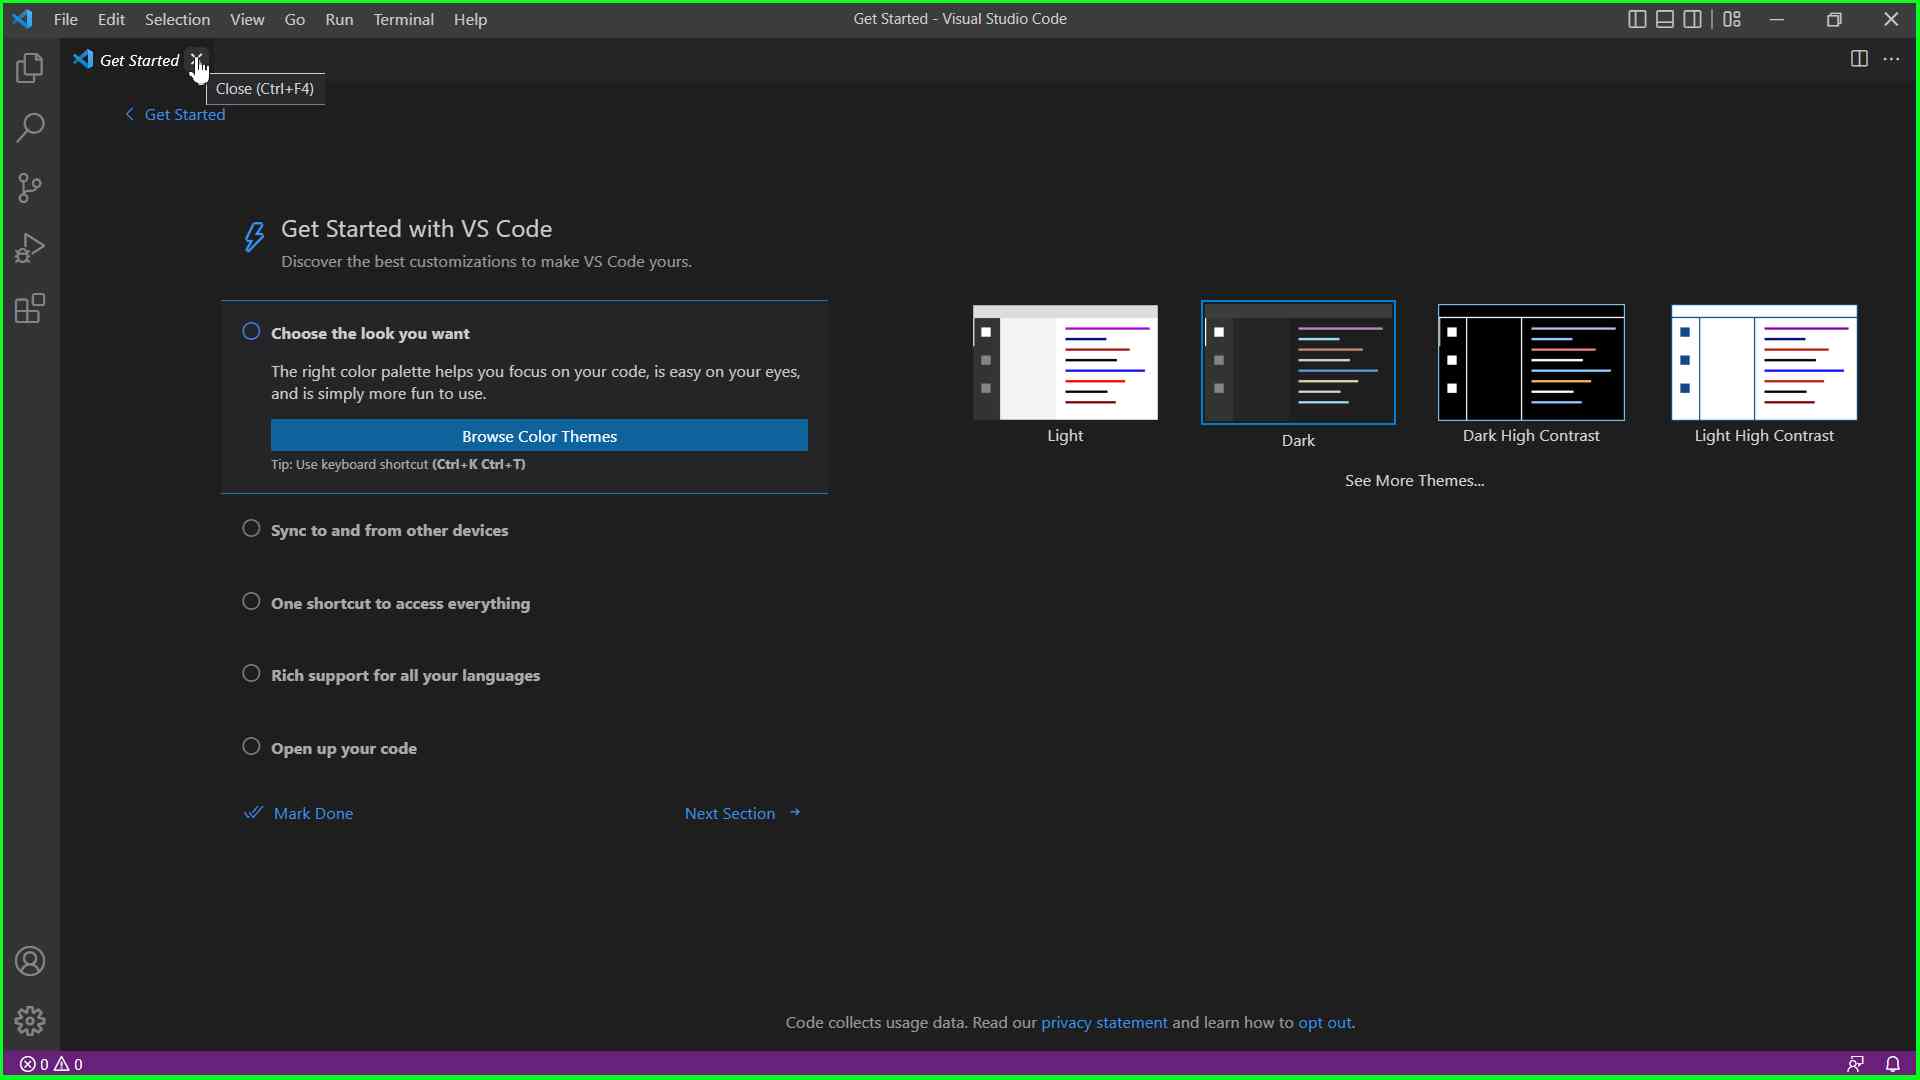 File Edit Selection View Go Run Terminal Help
Get Started - Visual Studio Code
Get Started
Close (Ctrl+F4)
Get Started
Get Started with VS Code
Discover the best customizations to make VS Code yours.
Choose the look you want
The right color palette helps you focus on your code, is easy on your eyes,
and is simply more fun to use.
Browse Color Themes
Tip: Use keyboard shortcut (Ctrl+K Ctrl+T)
Light
Dark
Dark High Contrast
Light High Contrast
See More Themes...
Sync to and from other devices
One shortcut to access everything
Rich support for all your languages
Open up your code
Mark Done
Next Section
Code collects usage data. Read our privacy statement and learn how to opt out.
0 0